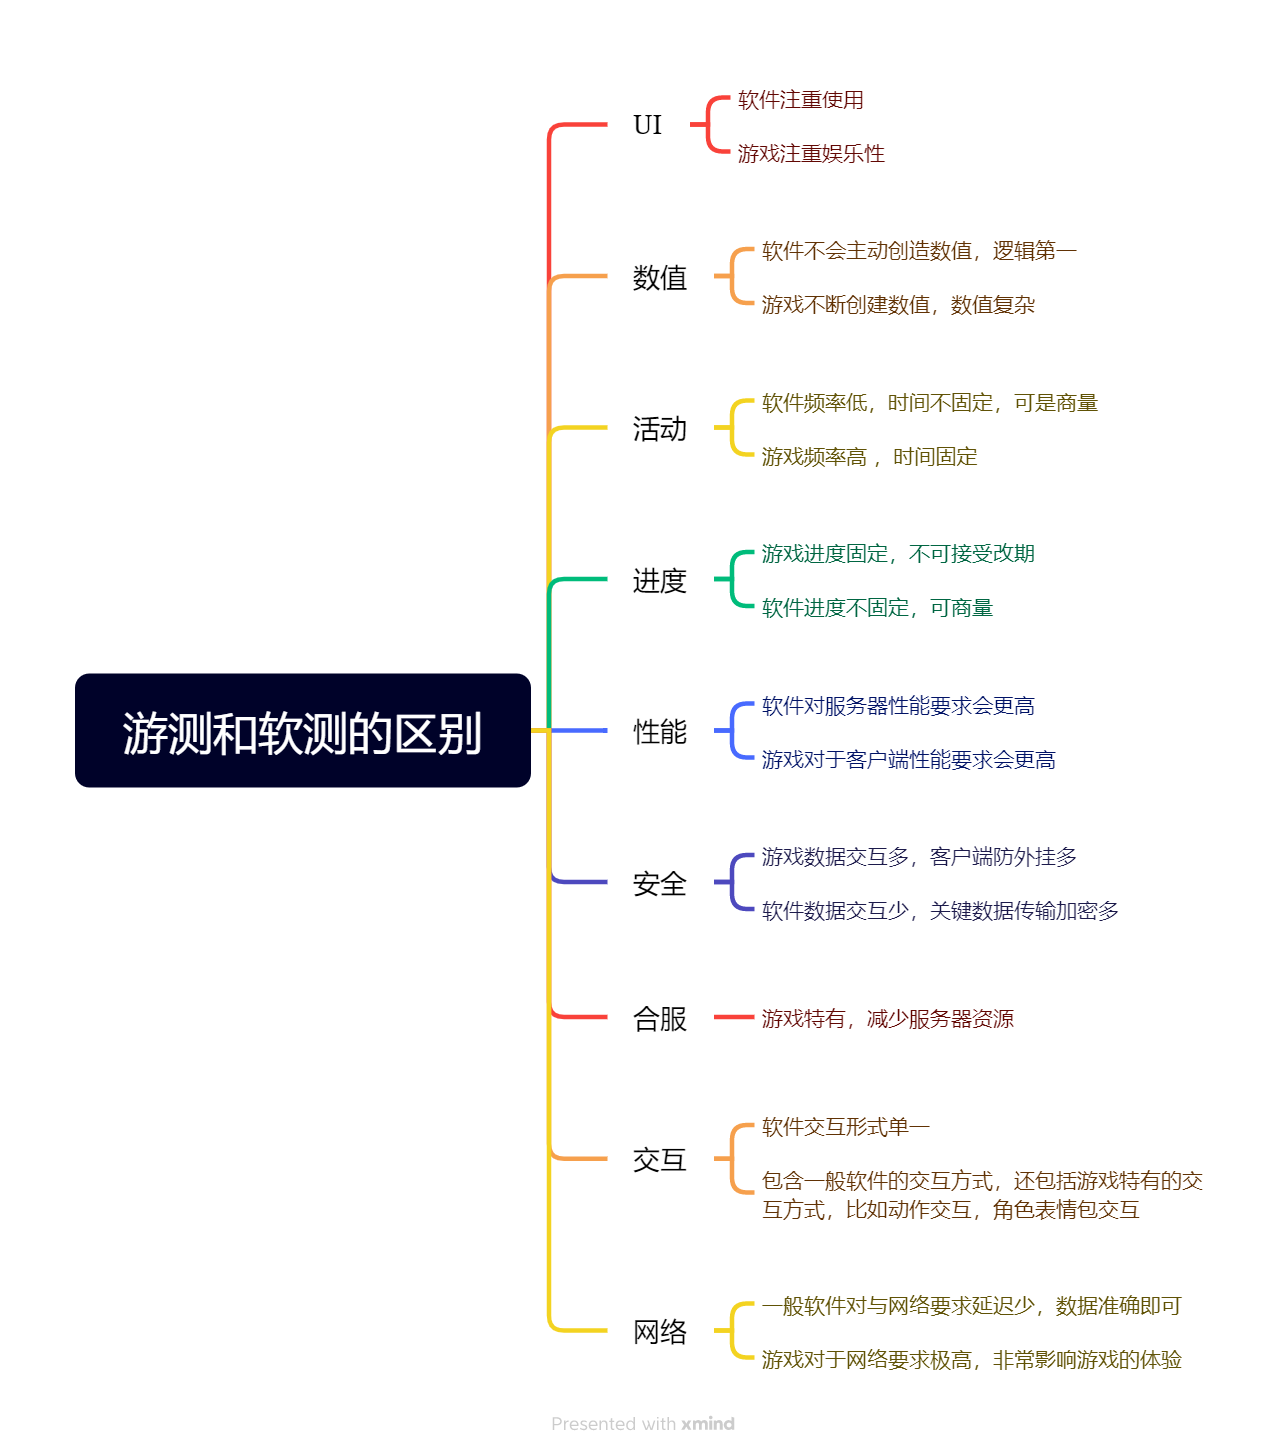 游测和软测的区别
UI
软件注重使用
游戏注重娱乐性
数值
软件不会主动创造数值，逻辑第一
游戏不断创建数值，数值复杂
活动
软件频率低，时间不固定，可是商量
游戏频率高 ，时间固定
进度
游戏进度固定，不可接受改期
软件进度不固定，可商量
性能
软件对服务器性能要求会更高
游戏对于客户端性能要求会更高
安全
游戏数据交互多，客户端防外挂多
软件数据交互少，关键数据传输加密多
合服
游戏特有，减少服务器资源
交互
软件交互形式单一
包含一般软件的交互方式，还包括游戏特有的交
互方式，比如动作交互，角色表情包交互
网络
一般软件对与网络要求延迟少，数据准确即可
游戏对于网络要求极高，非常影响游戏的体验
Presented with xmind